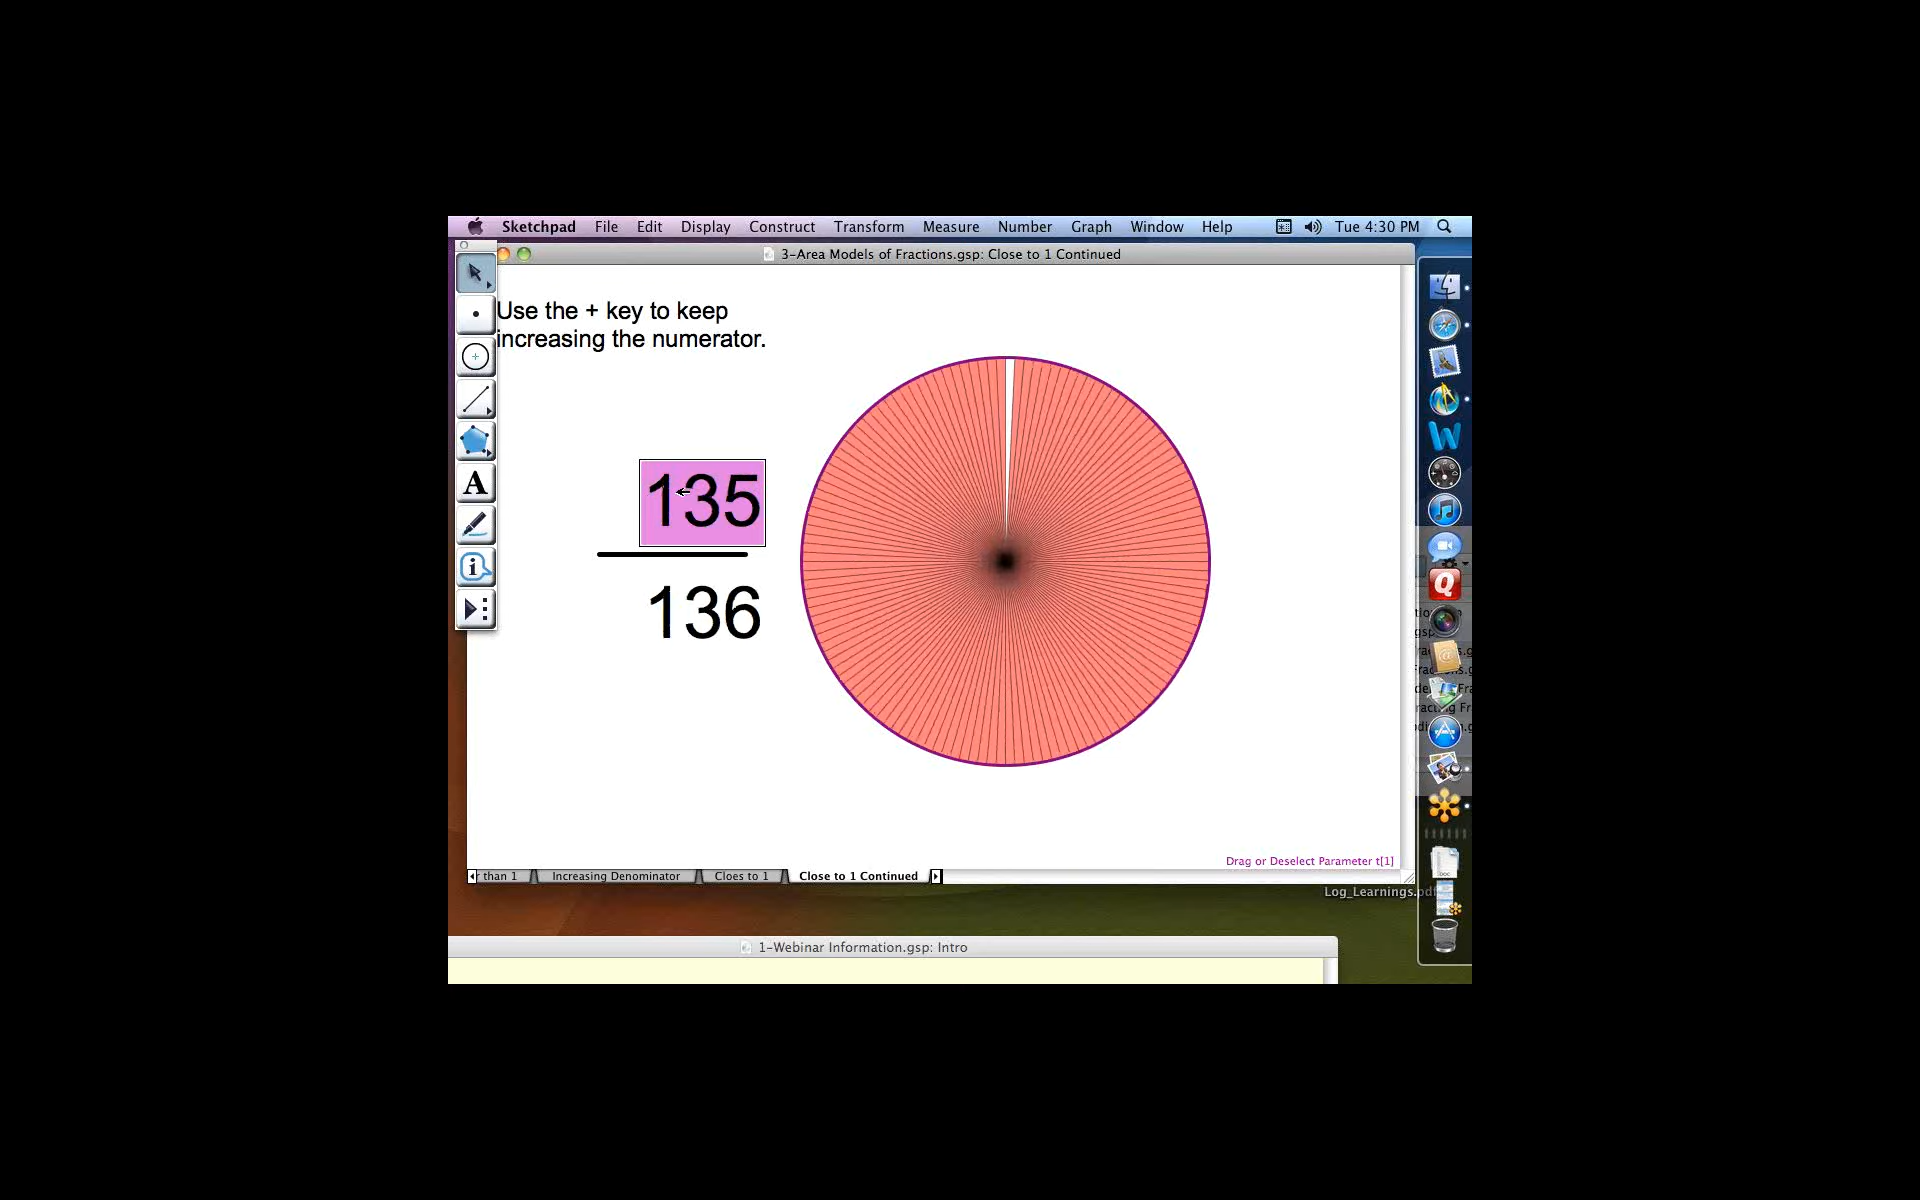 Sketchpad File Edit Display Construct Transform Measure Number Graph Window Help Tue 4:30 PM
3-Area Models of Fractions.gsp: Close to 1 Continued
Use the + key to keep
increasing the numerator.
135
136
A
Drag or Deselect Parameter t[1]
r than 1 Increasing Denominator Cloes to 1 Close to 1 Continued
Log_Learnings.pdf
1-Webinar Information.gsp: Intro